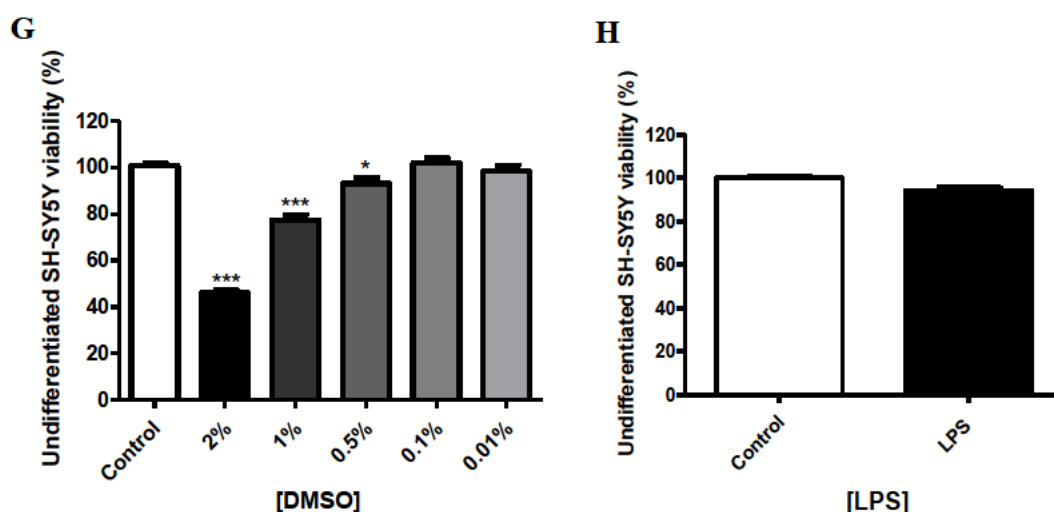 G
Undifferentiated SH-SY5Y viability (%)
120
100
80
60
40
20
0
***
***
*
Control
2%
1%
0.5%
0.1%
0.01%
[DMSO]
H
Undifferentiated SH-SY5Y viability (%)
120
100
80
60
40
20
0
Control
LPS
[LPS]